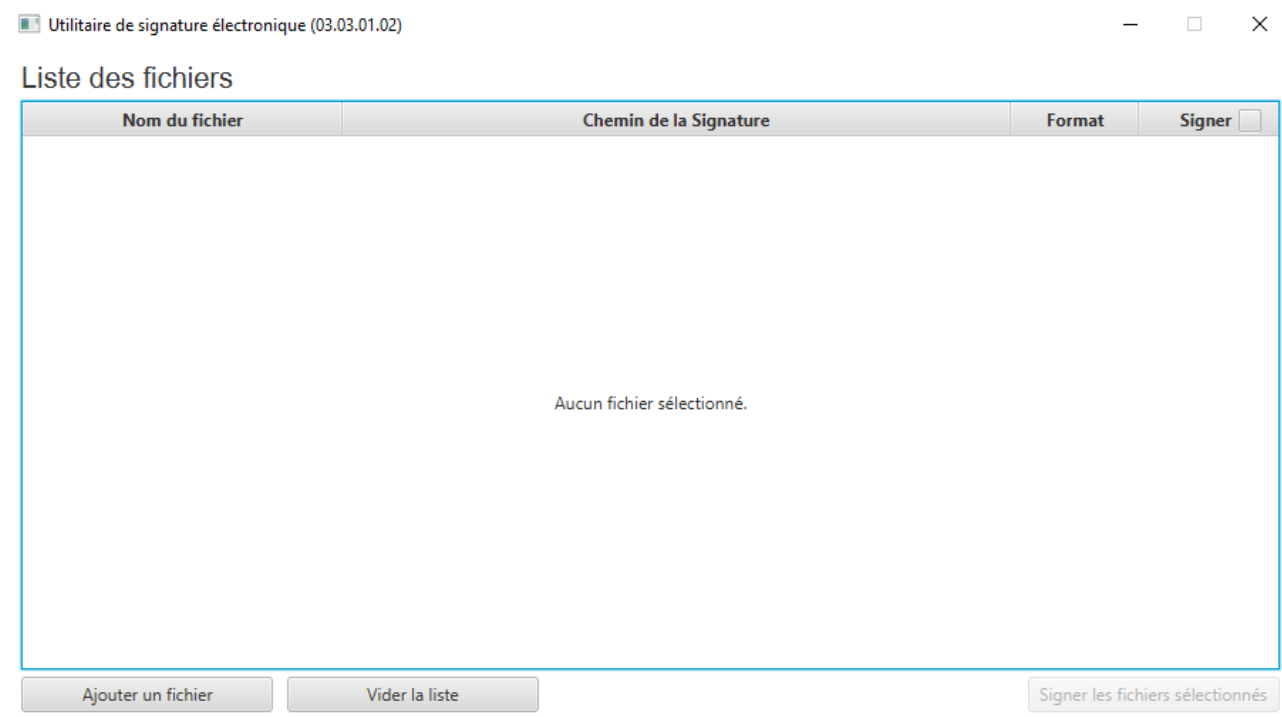 Utilitaire de signature électronique (03.03.01.02)
Liste des fichiers
Nom du fichier Chemin de la Signature Format Signer
Aucun fichier sélectionné.
Ajouter un fichier Vider la liste Signer les fichiers sélectionnés